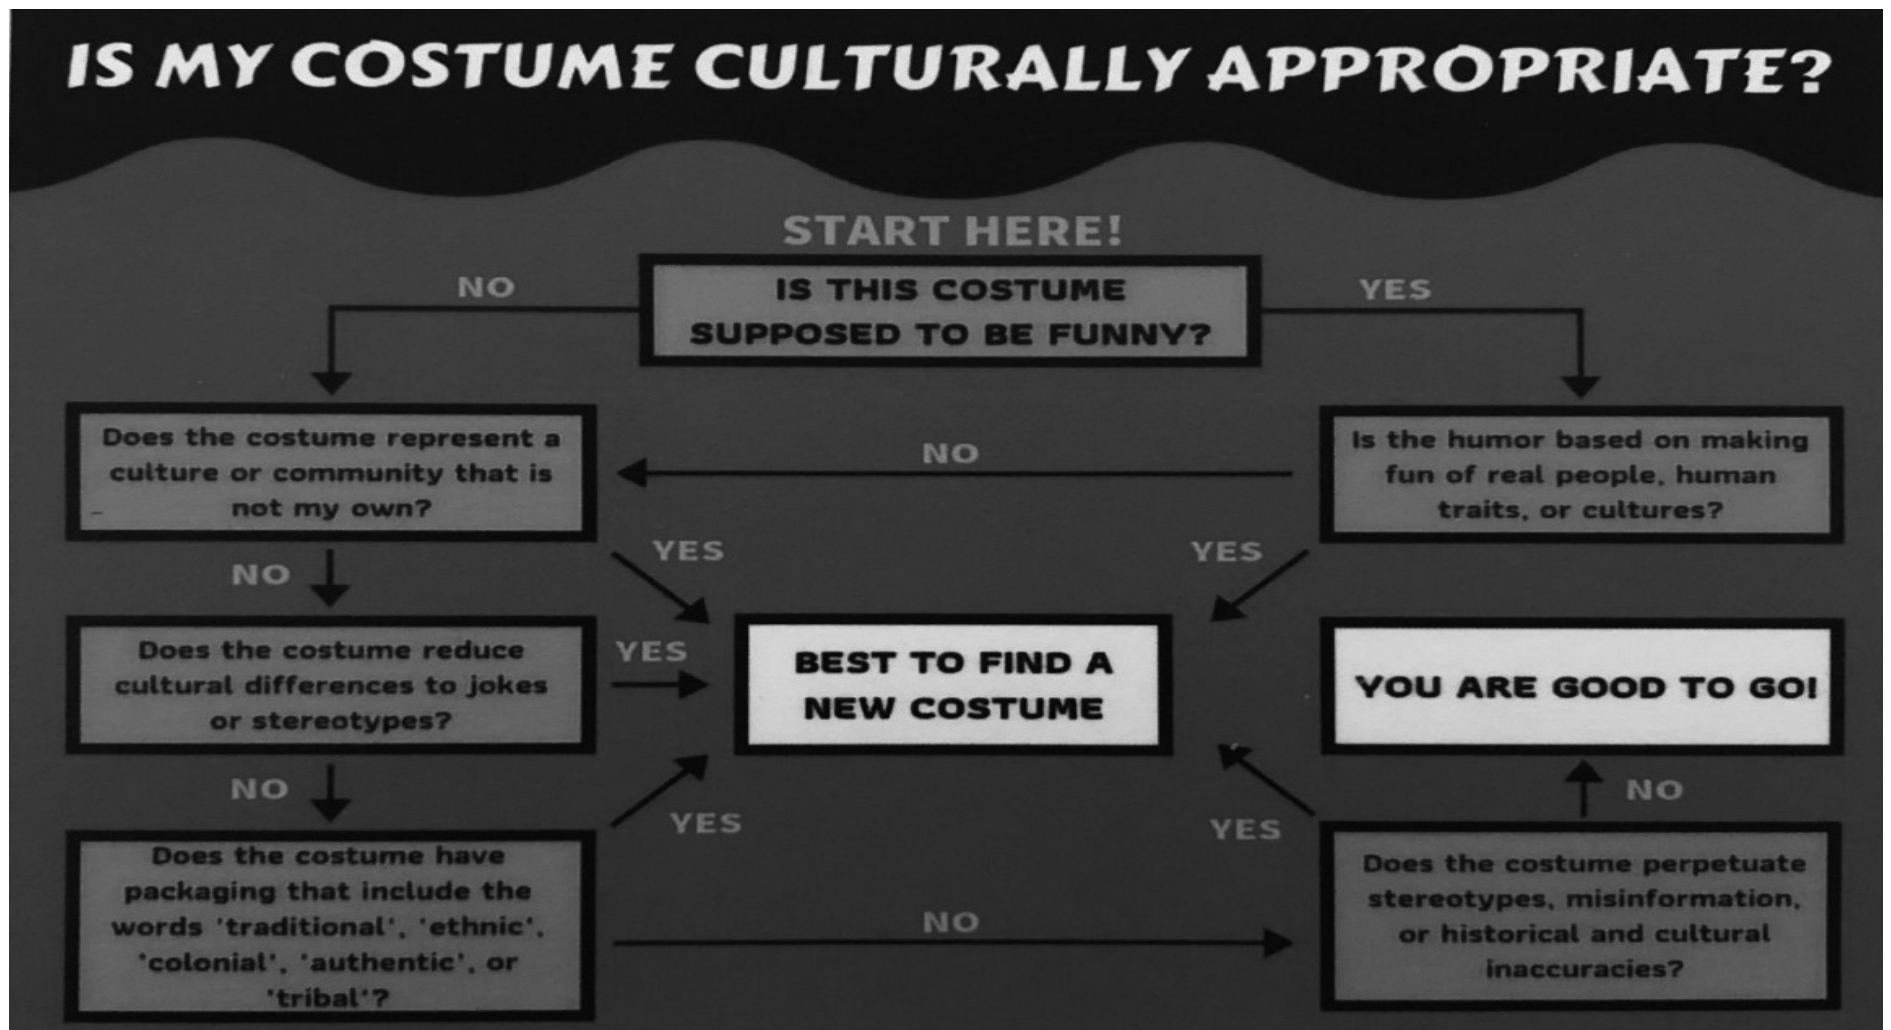 IS MY COSTUME CULTURALLY APPROPRIATE?
START HERE!
IS THIS COSTUME
SUPPOSED TO BE FUNNY?
NO
YES
Does the costume represent a
culture or community that is
not my own?
NO
Is the humor based on making
fun of real people, human
traits, or cultures?
YES
YES
NO
Does the costume reduce
cultural differences to jokes
or stereotypes?
YES
BEST TO FIND A
NEW COSTUME
YOU ARE GOOD TO GO!
NO
YES
Does the costume have
packaging that include the
words 'traditional', 'ethnic',
'colonial', 'authentic', or
'tribal'?
NO
YES
NO
Does the costume perpetuate
stereotypes, misinformation,
or historical and cultural
inaccuracies?